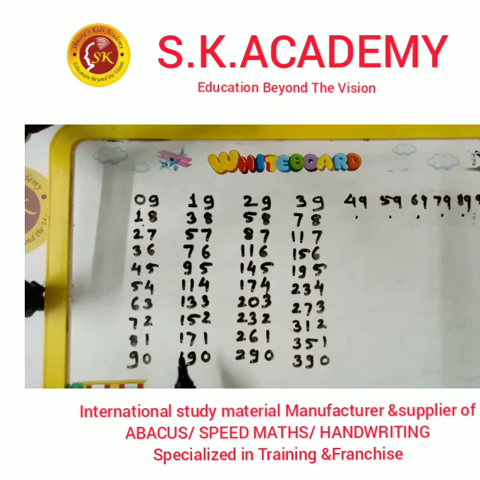 S.K.ACADEMY
Education Beyond The Vision
SK
WHITEBOARD
09 19 29 39 49 59 69 79 89 9
18 38 58 78
27 57 87 117
36 76 116 156
45 95 145 195
54 114 174 234
63 133 203 273
72 152 232 312
81 171 261 351
90 190 290 390
International study material Manufacturer &supplier of
ABACUS/ SPEED MATHS/ HANDWRITING
Specialized in Training &Franchise